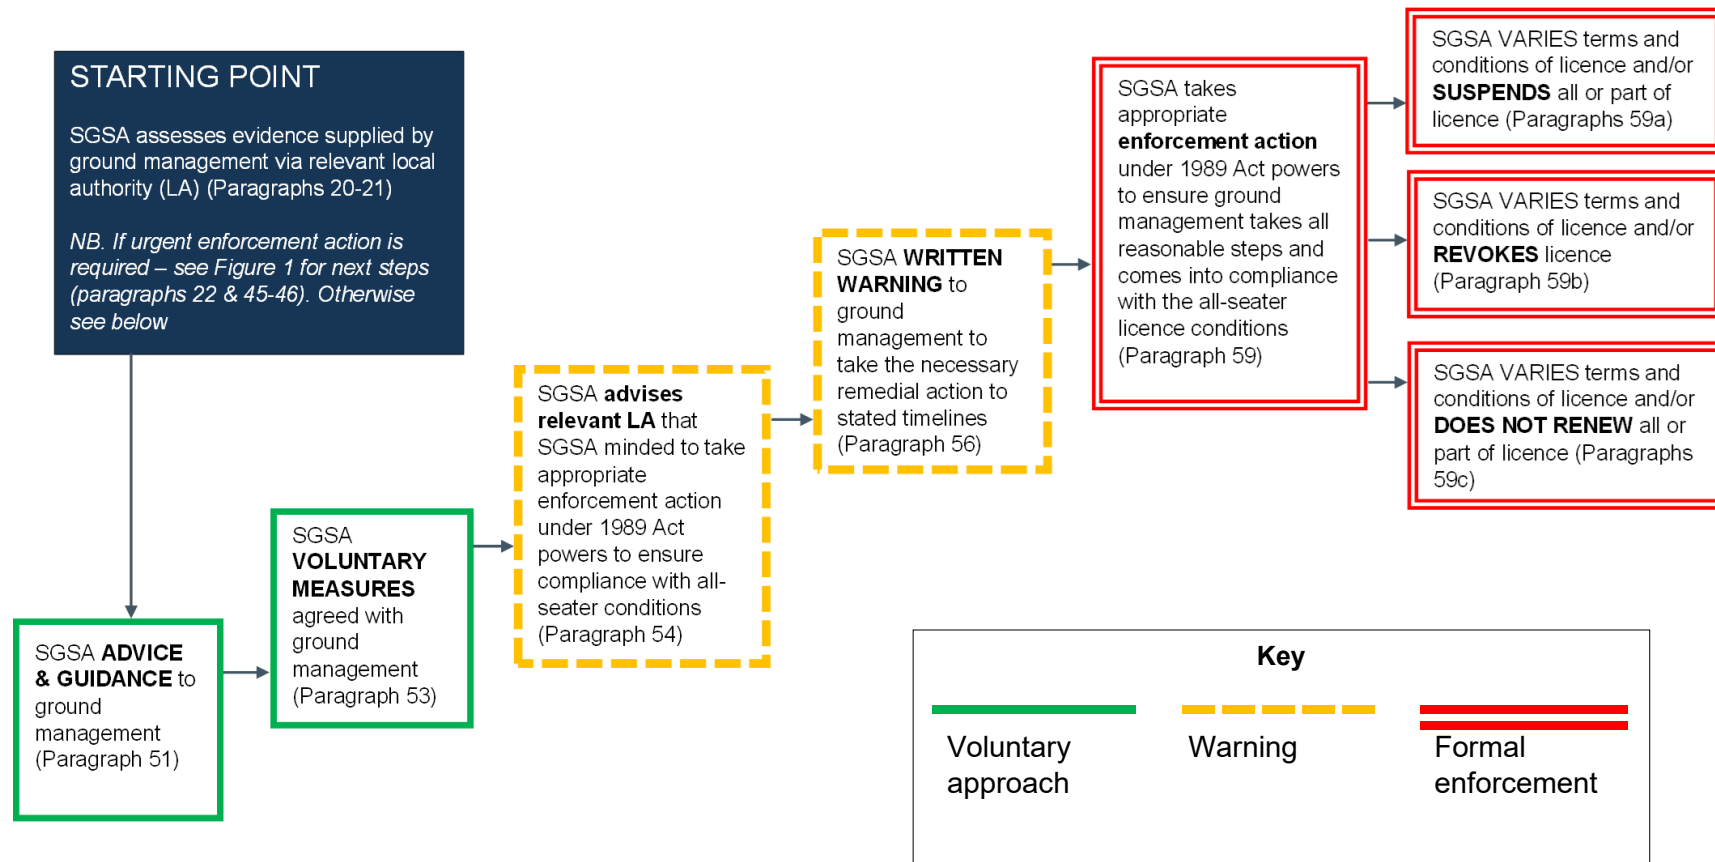 STARTING POINT
SGSA assesses evidence supplied by
ground management via relevant local
authority (LA) (Paragraphs 20-21)
NB. If urgent enforcement action is
required – see Figure 1 for next steps
(paragraphs 22 & 45-46). Otherwise
see below
SGSA ADVICE
& GUIDANCE to
ground
management
(Paragraph 51)
SGSA
VOLUNTARY
MEASURES
agreed with
ground
management
(Paragraph 53)
SGSA advises
relevant LA that
SGSA minded to take
appropriate
enforcement action
under 1989 Act
powers to ensure
compliance with all-
seater conditions
(Paragraph 54)
SGSA WRITTEN
WARNING to
ground
management to
take the necessary
remedial action to
stated timelines
(Paragraph 56)
SGSA takes
appropriate
enforcement action
under 1989 Act powers
to ensure ground
management takes all
reasonable steps and
comes into compliance
with the all-seater
licence conditions
(Paragraph 59)
SGSA VARIES terms and
conditions of licence and/or
SUSPENDS all or part of
licence (Paragraphs 59a)
SGSA VARIES terms and
conditions of licence and/or
REVOKES licence
(Paragraph 59b)
SGSA VARIES terms and
conditions of licence and/or
DOES NOT RENEW all or
part of licence (Paragraphs
59c)
Key
Voluntary
approach
Warning
Formal
enforcement